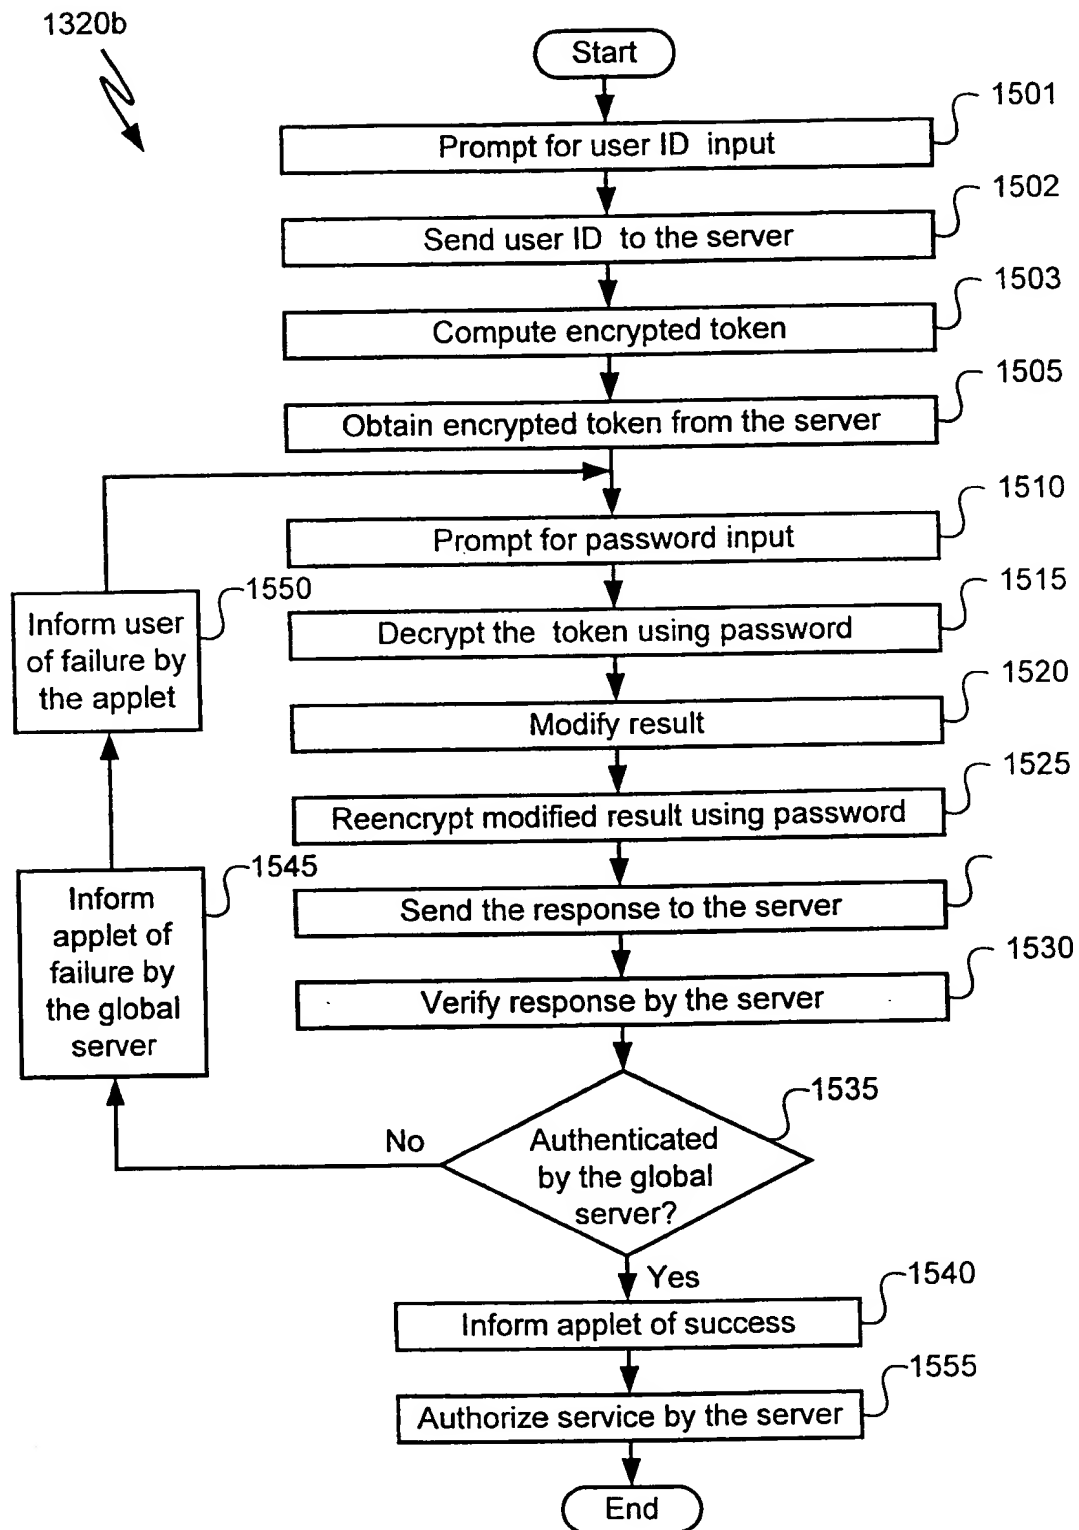 1320b
Start
1501
Prompt for user ID input
1502
Send user ID to the server
1503
Compute encrypted token
1505
Obtain encrypted token from the server
1510
Prompt for password input
1515
Decrypt the token using password
1520
Modify result
1525
Reencrypt modified result using password
Send the response to the server
1530
Verify response by the server
1535
Authenticated
by the global
server?
No
1545
Inform
applet of
failure by
the global
server
1550
Inform user
of failure by
the applet
Yes
1540
Inform applet of success
1555
Authorize service by the server
End